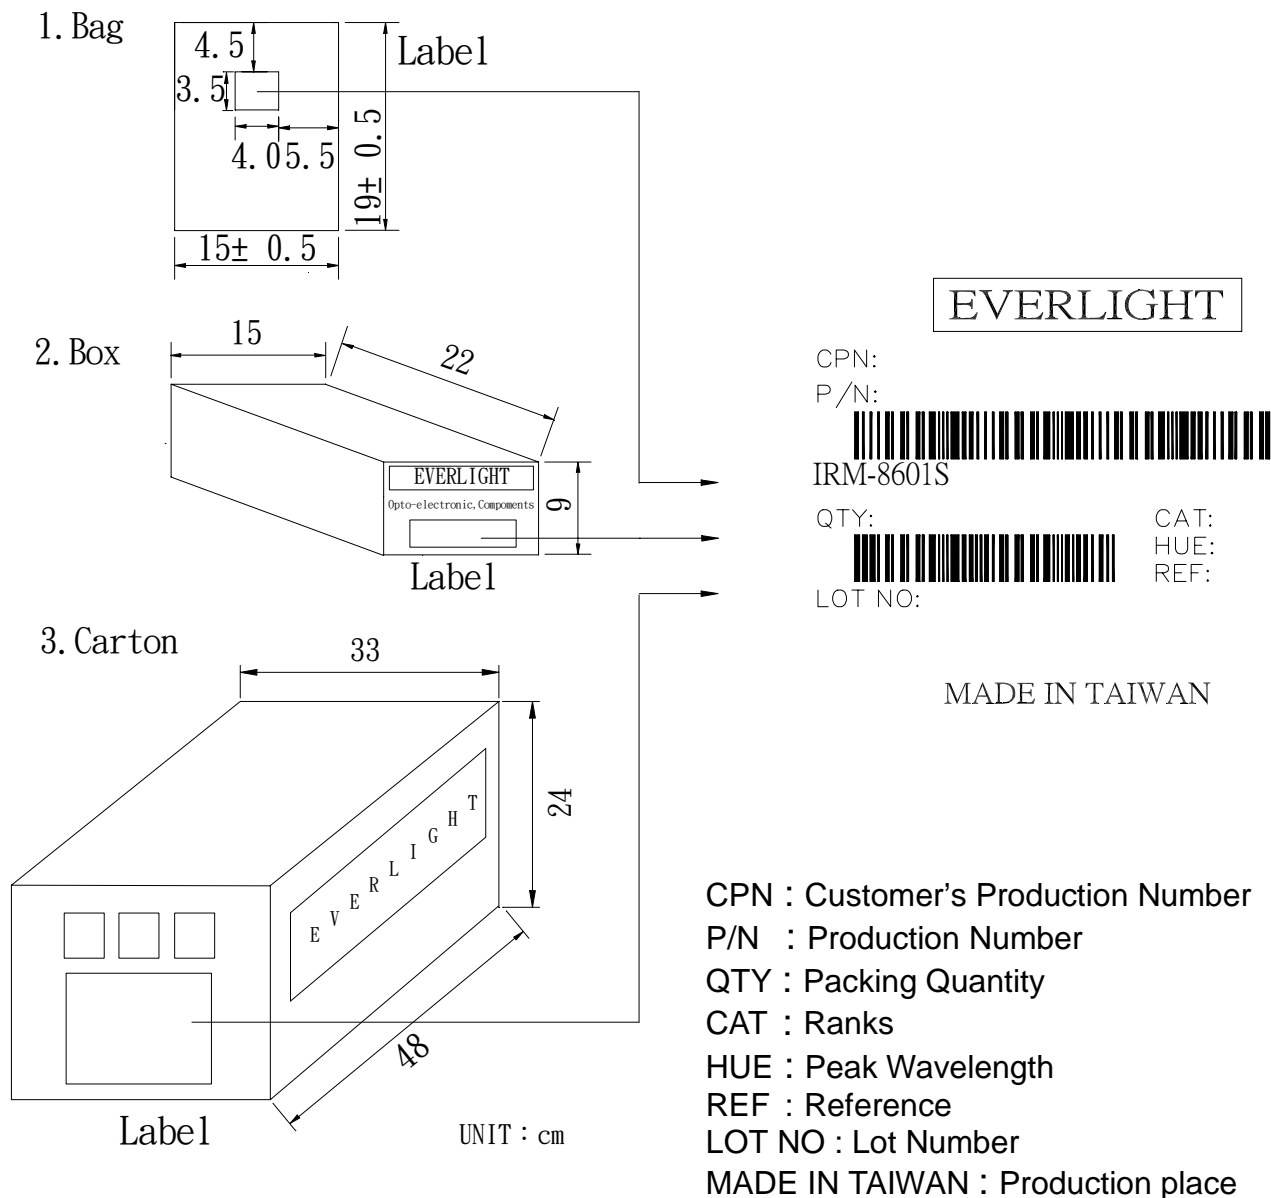 1. Bag
4.5
Label
3.5
4.0
5.5
19± 0.5
15± 0.5
2. Box
15
22
EVERLIGHT
Opto-electronic, Compoments
9
Label
3. Carton
33
24
EVERLIGHT
48
Label
UNIT：cm
EVERLIGHT
CPN:
P/N:
IRM-8601S
QTY:
CAT:
HUE:
REF:
LOT NO:
MADE IN TAIWAN
CPN：Customer's Production Number
P/N ：Production Number
QTY：Packing Quantity
CAT：Ranks
HUE：Peak Wavelength
REF：Reference
LOT NO : Lot Number
MADE IN TAIWAN：Production place